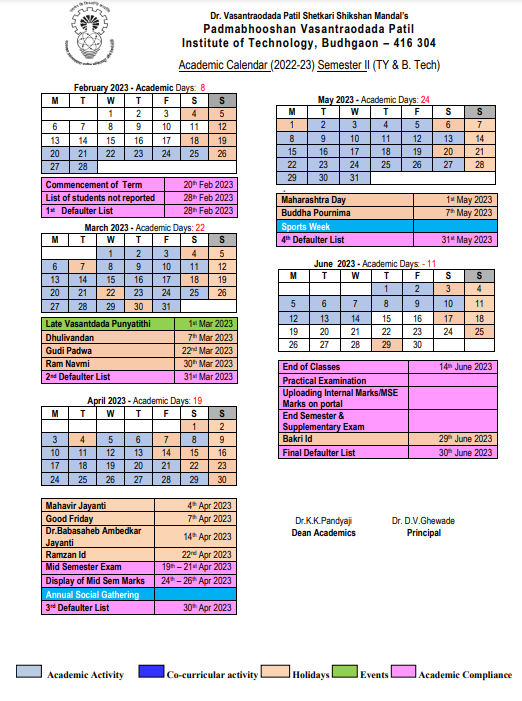 Dr. Vasantraodada Patil Shetkari Shikshan Mandal's
Padmabhooshan Vasantraodada Patil
Institute of Technology, Budhgaon – 416 304
Academic Calendar (2022-23) Semester II (TY & B. Tech)
February 2023 - Academic Days: 8
M T W T F S S
1 2 3 4 5
6 7 8 9 10 11 12
13 14 15 16 17 18 19
20 21 22 23 24 25 26
27 28
Commencement of Term 20th Feb 2023
List of students not reported 28th Feb 2023
1st Defaulter List 28th Feb 2023
March 2023 - Academic Days: 22
M T W T F S S
1 2 3 4 5
6 7 8 9 10 11 12
13 14 15 16 17 18 19
20 21 22 23 24 25 26
27 28 29 30 31
Late Vasantdada Punyatithi 1st Mar 2023
Dhulivandan 7th Mar 2023
Gudi Padwa 22nd Mar 2023
Ram Navmi 30th Mar 2023
2nd Defaulter List 31st Mar 2023
April 2023 - Academic Days: 19
M T W T F S S
1 2
3 4 5 6 7 8 9
10 11 12 13 14 15 16
17 18 19 20 21 22 23
24 25 26 27 28 29 30
Mahavir Jayanti 4th Apr 2023
Good Friday 7th Apr 2023
Dr.Babasaheb Ambedkar
Jayanti 14th Apr 2023
Ramzan Id 22nd Apr 2023
Mid Semester Exam 19th – 21st Apr 2023
Display of Mid Sem Marks 24th – 26th Apr 2023
Annual Social Gathering
3rd Defaulter List 30th Apr 2023
May 2023 - Academic Days: 24
M T W T F S S
1 2 3 4 5 6 7
8 9 10 11 12 13 14
15 16 17 18 19 20 21
22 23 24 25 26 27 28
29 30 31
Maharashtra Day 1st May 2023
Buddha Pournima 7th May 2023
Sports Week
4th Defaulter List 31st May 2023
June 2023 - Academic Days: - 11
M T W T F S S
1 2 3 4
5 6 7 8 9 10 11
12 13 14 15 16 17 18
19 20 21 22 23 24 25
26 27 28 29 30
End of Classes 14th June 2023
Practical Examination
Uploading Internal Marks/MSE
Marks on portal
End Semester &
Supplementary Exam
Bakri Id 29th June 2023
Final Defaulter List 30th June 2023
Dr.K.K.Pandyaji Dr. D.V.Ghewade
Dean Academics Principal
Academic Activity Co-curricular activity Holidays Events Academic Compliance